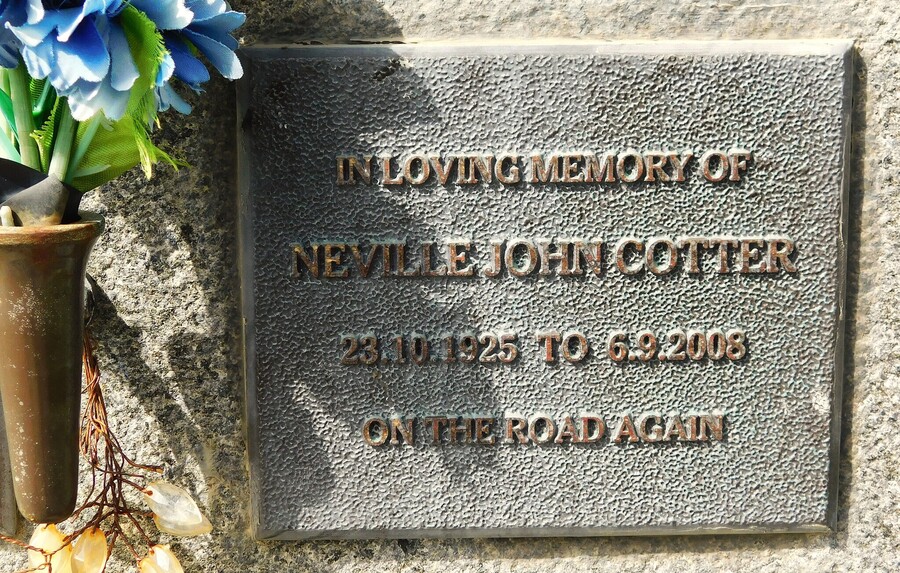 IN LOVING MEMORY OF
NEVILLE JOHN COTTER
23.10.1925 TO 6.9.2008
ON THE ROAD AGAIN